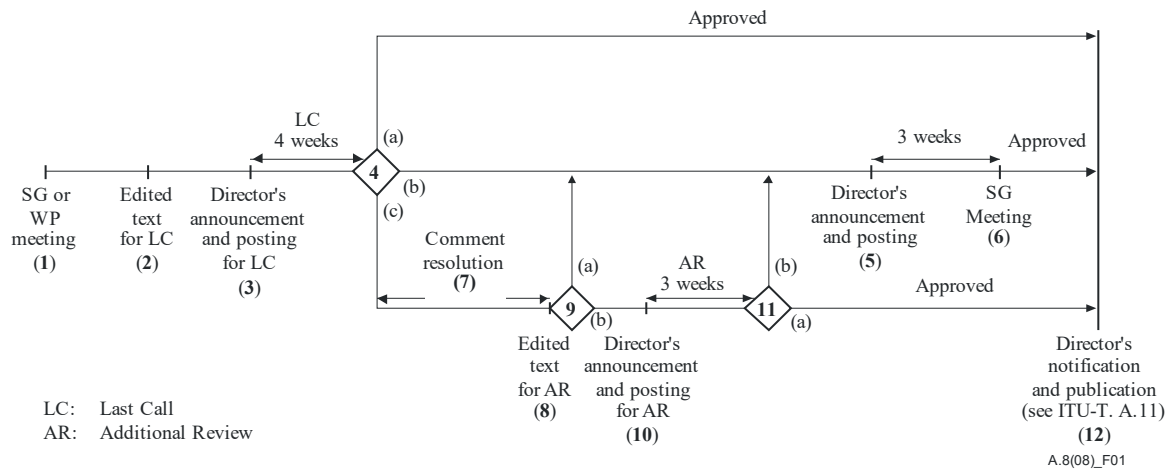 Approved
LC
4 weeks
(a)
3 weeks
Approved
4
(b)
(c)
SG or
WP
meeting
(1)
Edited
text
for LC
(2)
Director's
announcement
and posting
for LC
(3)
Director's
announcement
and posting
(5)
SG
Meeting
(6)
Comment
resolution
(7)
(a)
AR
3 weeks
(b)
Approved
9
(b)
11
(a)
Edited
text
for AR
(8)
Director's
announcement
and posting
for AR
(10)
Director's
notification
and publication
(see ITU-T. A.11)
(12)
LC: Last Call
AR: Additional Review
A.8(08)_F01